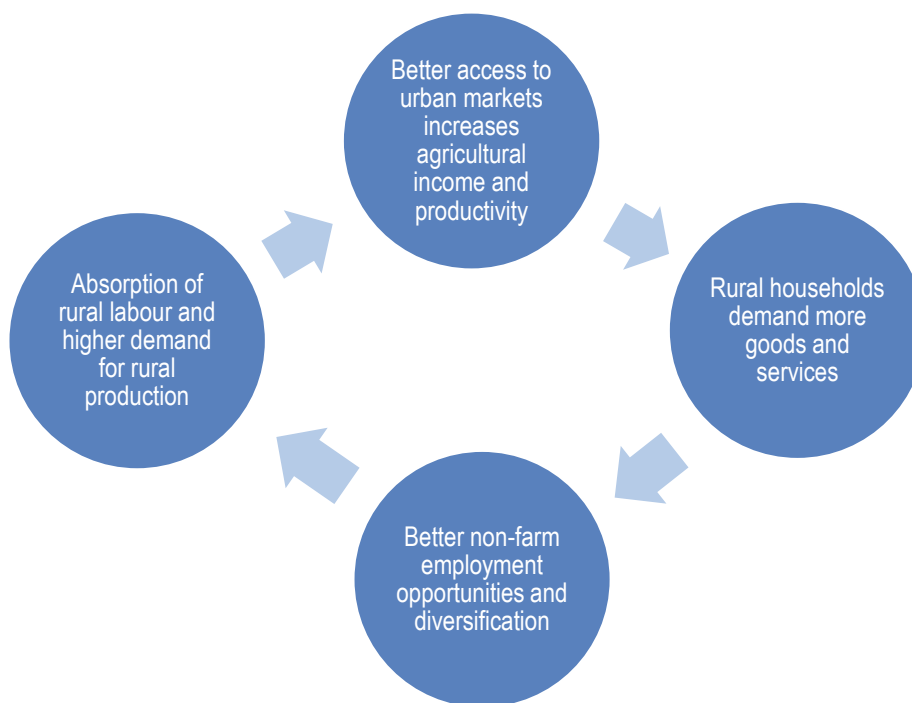 Better access to
urban markets
increases
agricultural
income and
productivity
Rural households
demand more
goods and
services
Better non-farm
employment
opportunities and
diversification
Absorption of
rural labour and
higher demand
for rural
production